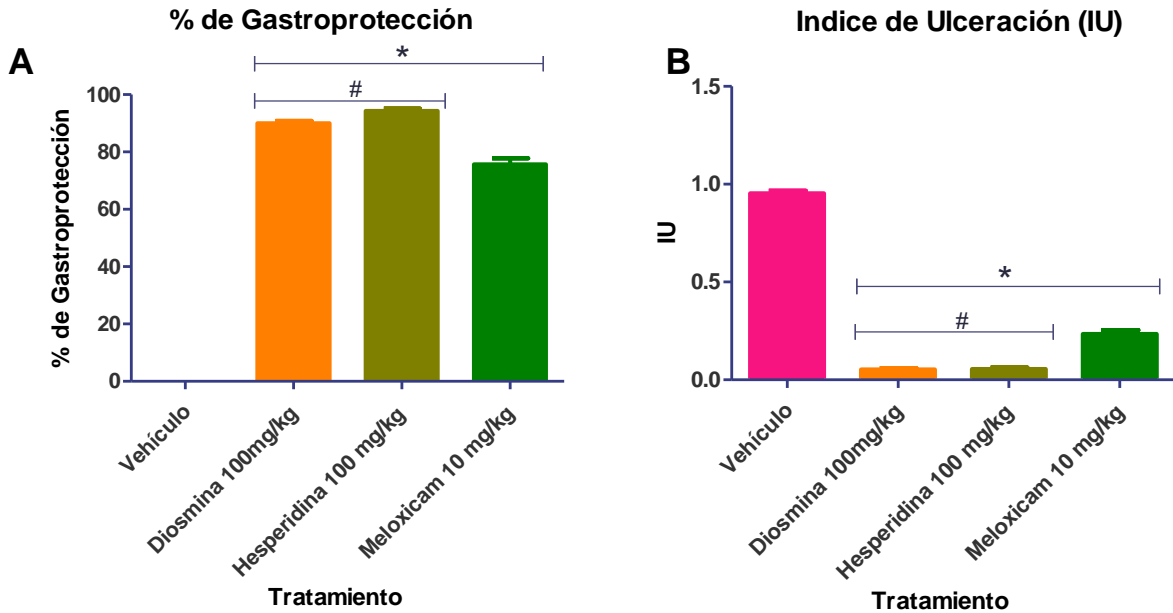 % de Gastroprotección
A
*
#
100
80
60
40
20
0
% de Gastroprotección
Vehículo
Diosmina 100mg/kg
Hesperidina 100 mg/kg
Meloxicam 10 mg/kg
Tratamiento
Indice de Ulceración (IU)
B
1.5
1.0
0.5
0.0
IU
*
#
Vehículo
Diosmina 100mg/kg
Hesperidina 100 mg/kg
Meloxicam 10 mg/kg
Tratamiento